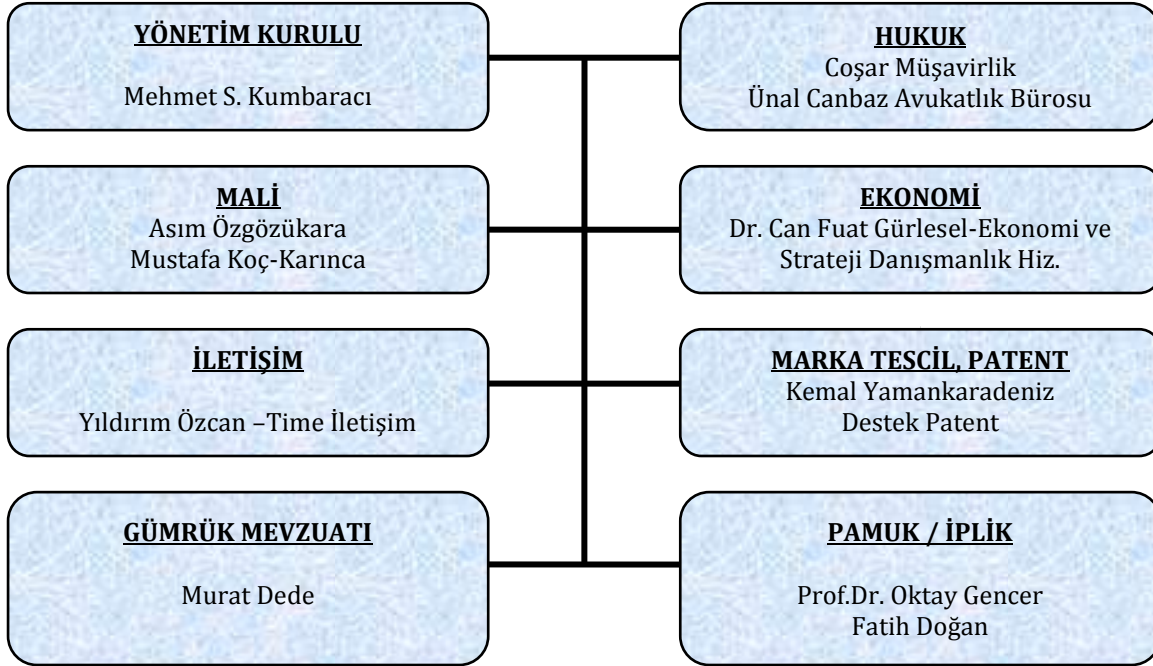 YÖNETİM KURULU
Mehmet S. Kumbaracı
HUKUK
Coşar Müşavirlik
Ünal Canbaz Avukatlık Bürosu
MALİ
Asım Özgözükara
Mustafa Koç-Karınca
EKONOMİ
Dr. Can Fuat Gürlesel-Ekonomi ve
Strateji Danışmanlık Hiz.
İLETİŞİM
Yıldırım Özcan –Time İletişim
MARKA TESCİL, PATENT
Kemal Yamankaradeniz
Destek Patent
GÜMRÜK MEVZUATI
Murat Dede
PAMUK / İPLİK
Prof.Dr. Oktay Gencer
Fatih Doğan